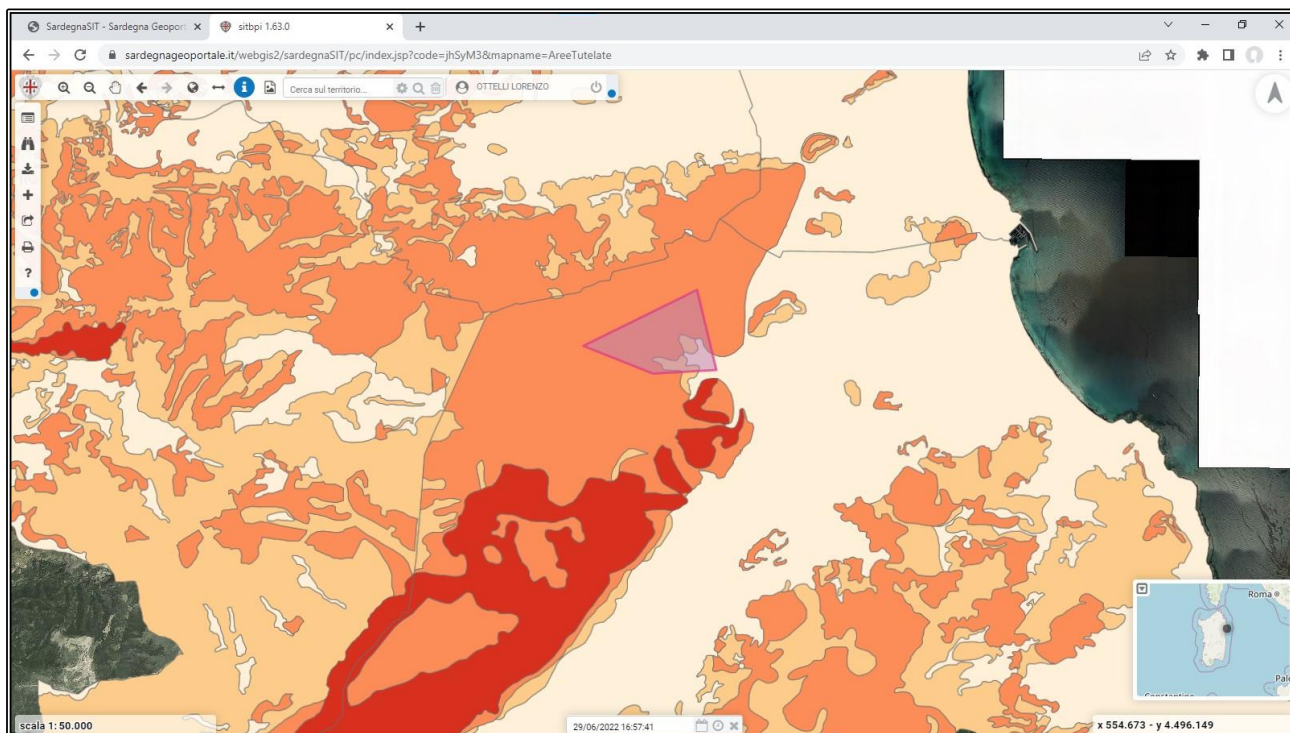 SardegnaSIT - Sardegna Geoport
sitbpi 1.63.0
sardegnageoportale.it/webgis2/sardegnaSIT/pc/index.jsp?code=jhSyM3&mapname=AreeTutelate
Cerca sul territorio...
OTTELLI LORENZO
?
Roma
scala 1: 50.000
29/06/2022 16:57:41
x 554.673 - y 4.496.149